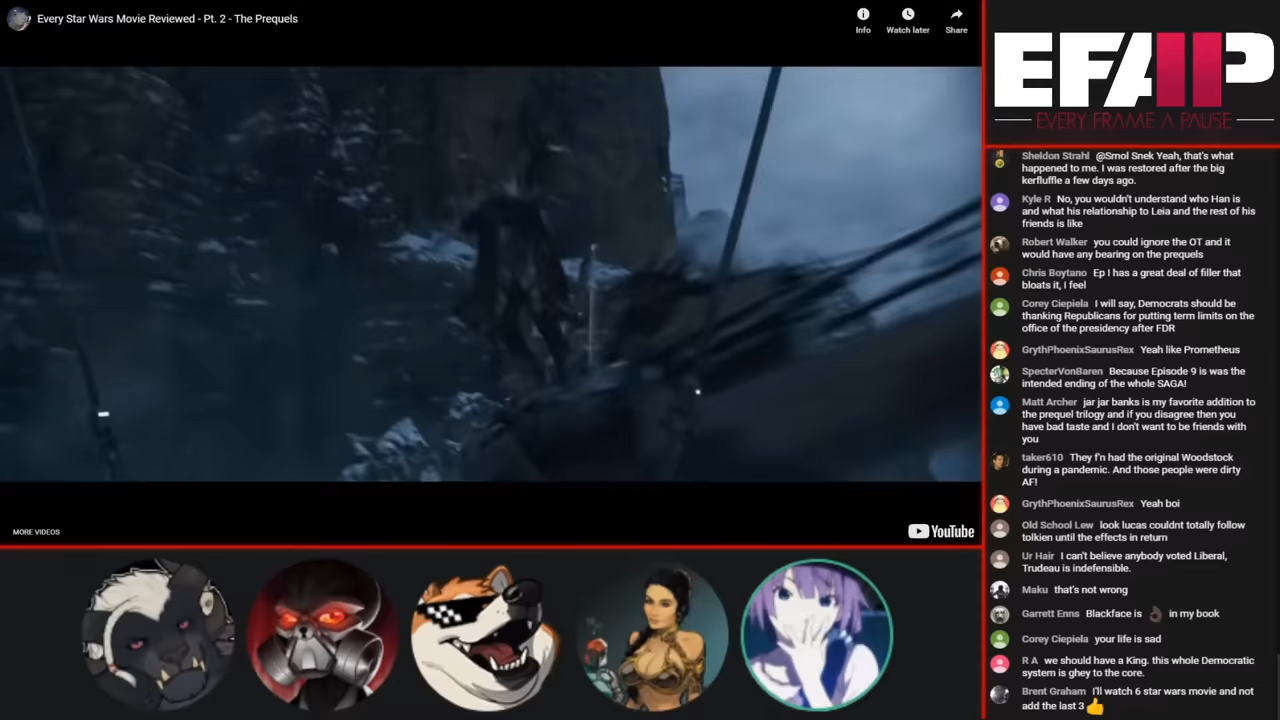 Every Star Wars Movie Reviewed - Pt. 2 - The Prequels
Info
Watch later
Share
EFAP
EVERY FRAME A PAUSE
Sheldon Strahl @Smol Snek Yeah, that's what
happened to me. I was restored after the big
kerfluffle a few days ago.
Kyle R No, you wouldn't understand who Han is
and what his relationship to Leia and the rest of his
friends is like
Robert Walker you could ignore the OT and it
would have any bearing on the prequels
Chris Boytano Ep I has a great deal of filler that
bloats it, I feel
Corey Ciepiela I will say, Democrats should be
thanking Republicans for putting term limits on the
office of the presidency after FDR
GrythPhoenixSaurusRex Yeah like Prometheus
SpecterVonBaren Because Episode 9 is was the
intended ending of the whole SAGA!
Matt Archer jar jar banks is my favorite addition to
the prequel trilogy and if you disagree then you
have bad taste and I don't want to be friends with
you
taker610 They f'n had the original Woodstock
during a pandemic. And those people were dirty
AF!
GrythPhoenixSaurusRex Yeah boi
Old School Lew look lucas couldnt totally follow
tolkien until the effects in return
Ur Hair I can't believe anybody voted Liberal,
Trudeau is indefensible.
Maku that's not wrong
Garrett Enns Blackface is 👌🏿 in my book
Corey Ciepiela your life is sad
R A we should have a King. this whole Democratic
system is ghey to the core.
Brent Graham I'll watch 6 star wars movie and not
add the last 3👍
MORE VIDEOS
YouTube